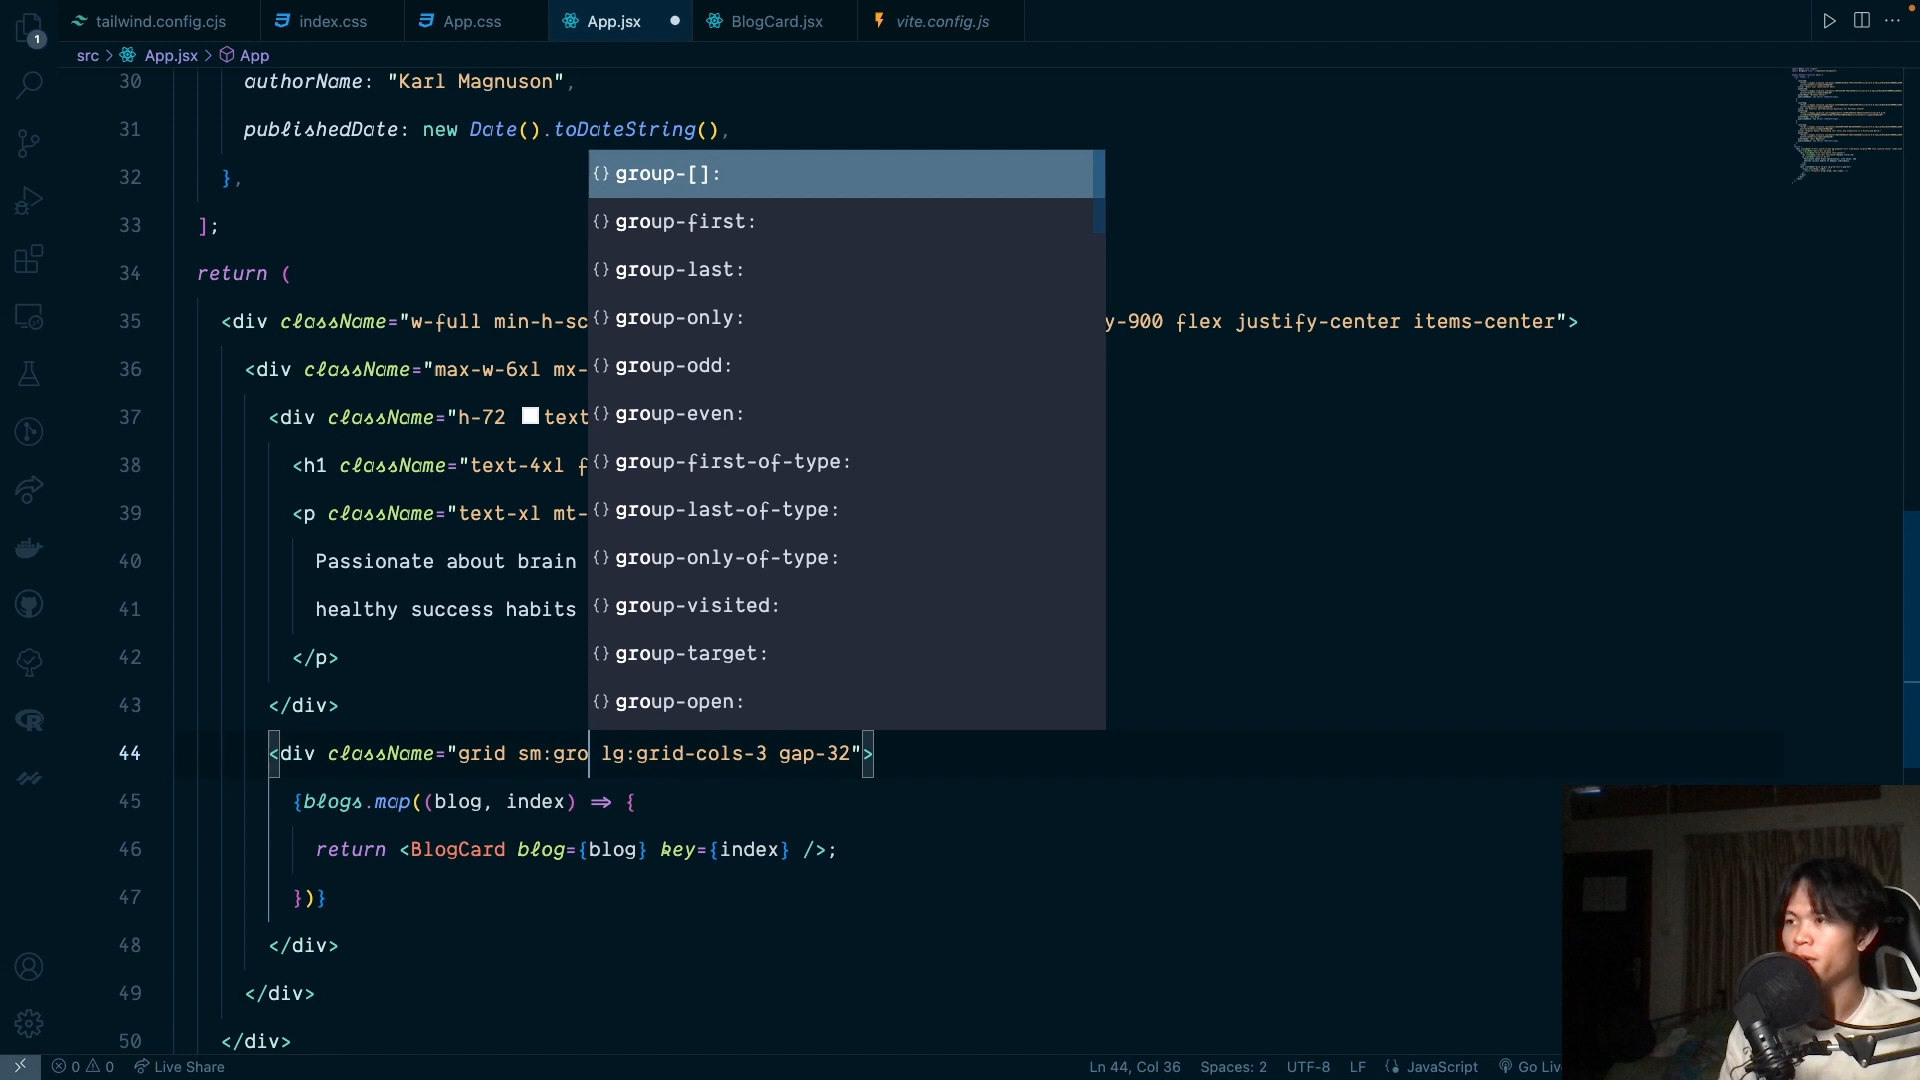 tailwind.config.cjs
index.css
App.css
App.jsx
BlogCard.jsx
vite.config.js
src > App.jsx > App
1
30 authorName: "Karl Magnuson",
31 publishedDate: new Date().toDateString(),
32 },
33 ];
34 return (
35 <div className="w-full min-h-sc y-900 flex justify-center items-center">
36 <div className="max-w-6xl mx-
37 <div className="h-72 text
38 <h1 className="text-4xl f
39 <p className="text-xl mt-
40 Passionate about brain
41 healthy success habits
42 </p>
43 </div>
44 <div className="grid sm:gro lg:grid-cols-3 gap-32">
45 {blogs.map((blog, index) => {
46 return <BlogCard blog={blog} key={index} />;
47 })}
48 </div>
49 </div>
50 </div>
{} group-[]:
{} group-first:
{} group-last:
{} group-only:
{} group-odd:
{} group-even:
{} group-first-of-type:
{} group-last-of-type:
{} group-only-of-type:
{} group-visited:
{} group-target:
{} group-open:
0 0 Live Share Ln 44, Col 36 Spaces: 2 UTF-8 LF {} JavaScript Go Liv